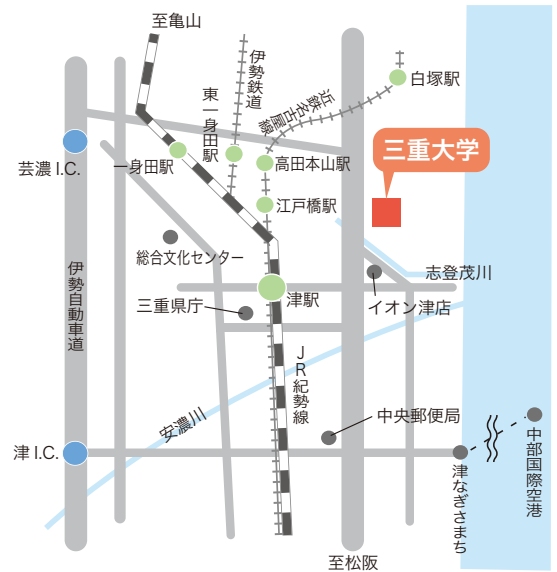 至亀山
伊勢鉄道
東一身田駅
近鉄名古屋線
白塚駅
三重大学
芸濃 I.C.
一身田駅
高田本山駅
江戸橋駅
総合文化センター
志登茂川
伊勢自動車道
三重県庁
津駅
イオン津店
JR紀勢線
安濃川
中央郵便局
津 I.C.
津なぎさまち
中部国際空港
至松阪